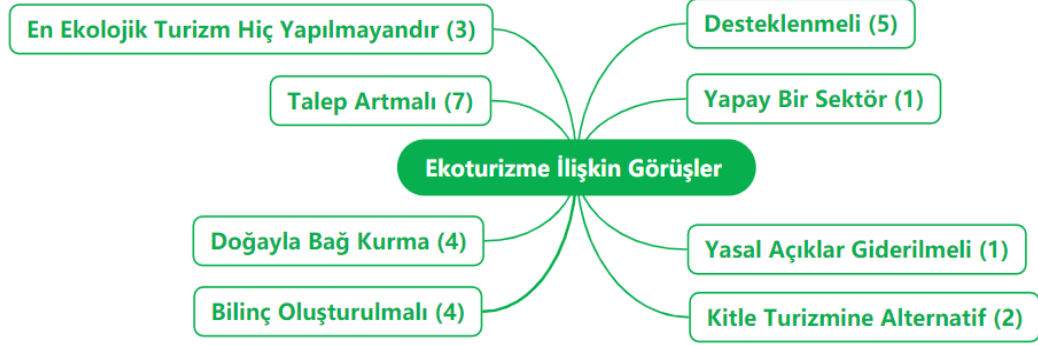 En Ekolojik Turizm Hiç Yapılmayandır (3)
Desteklenmeli (5)
Talep Artmalı (7)
Yapay Bir Sektör (1)
Ekoturizme İlişkin Görüşler
Doğayla Bağ Kurma (4)
Yasal Açıklar Giderilmeli (1)
Bilinç Oluşturulmalı (4)
Kitle Turizmine Alternatif (2)